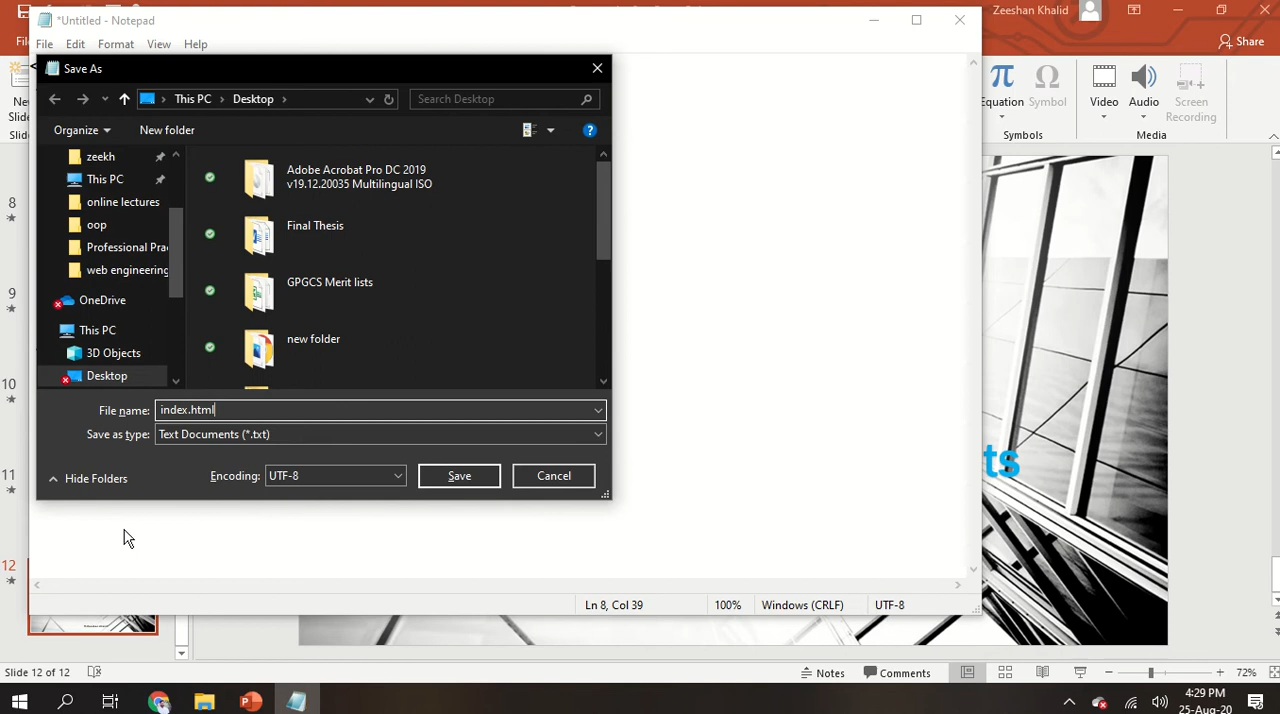 *Untitled - Notepad
Zeeshan Khalid
File Edit Format View Help
Share
Save As
This PC Desktop
Search Desktop
Organize New folder
Equation Symbol
Video Audio Screen Recording
Symbols
Media
zeekh
This PC
online lectures
oop
Professional Pra
web engineering
OneDrive
This PC
3D Objects
Desktop
Adobe Acrobat Pro DC 2019
v19.12.20035 Multilingual ISO
Final Thesis
GPGCS Merit lists
new folder
8
9
10
11
12
File name: index.html
Save as type: Text Documents (*.txt)
Hide Folders
Encoding: UTF-8
Save
Cancel
ts
Ln 8, Col 39
100%
Windows (CRLF)
UTF-8
Slide 12 of 12
Notes
Comments
72%
4:29 PM
25-Aug-20